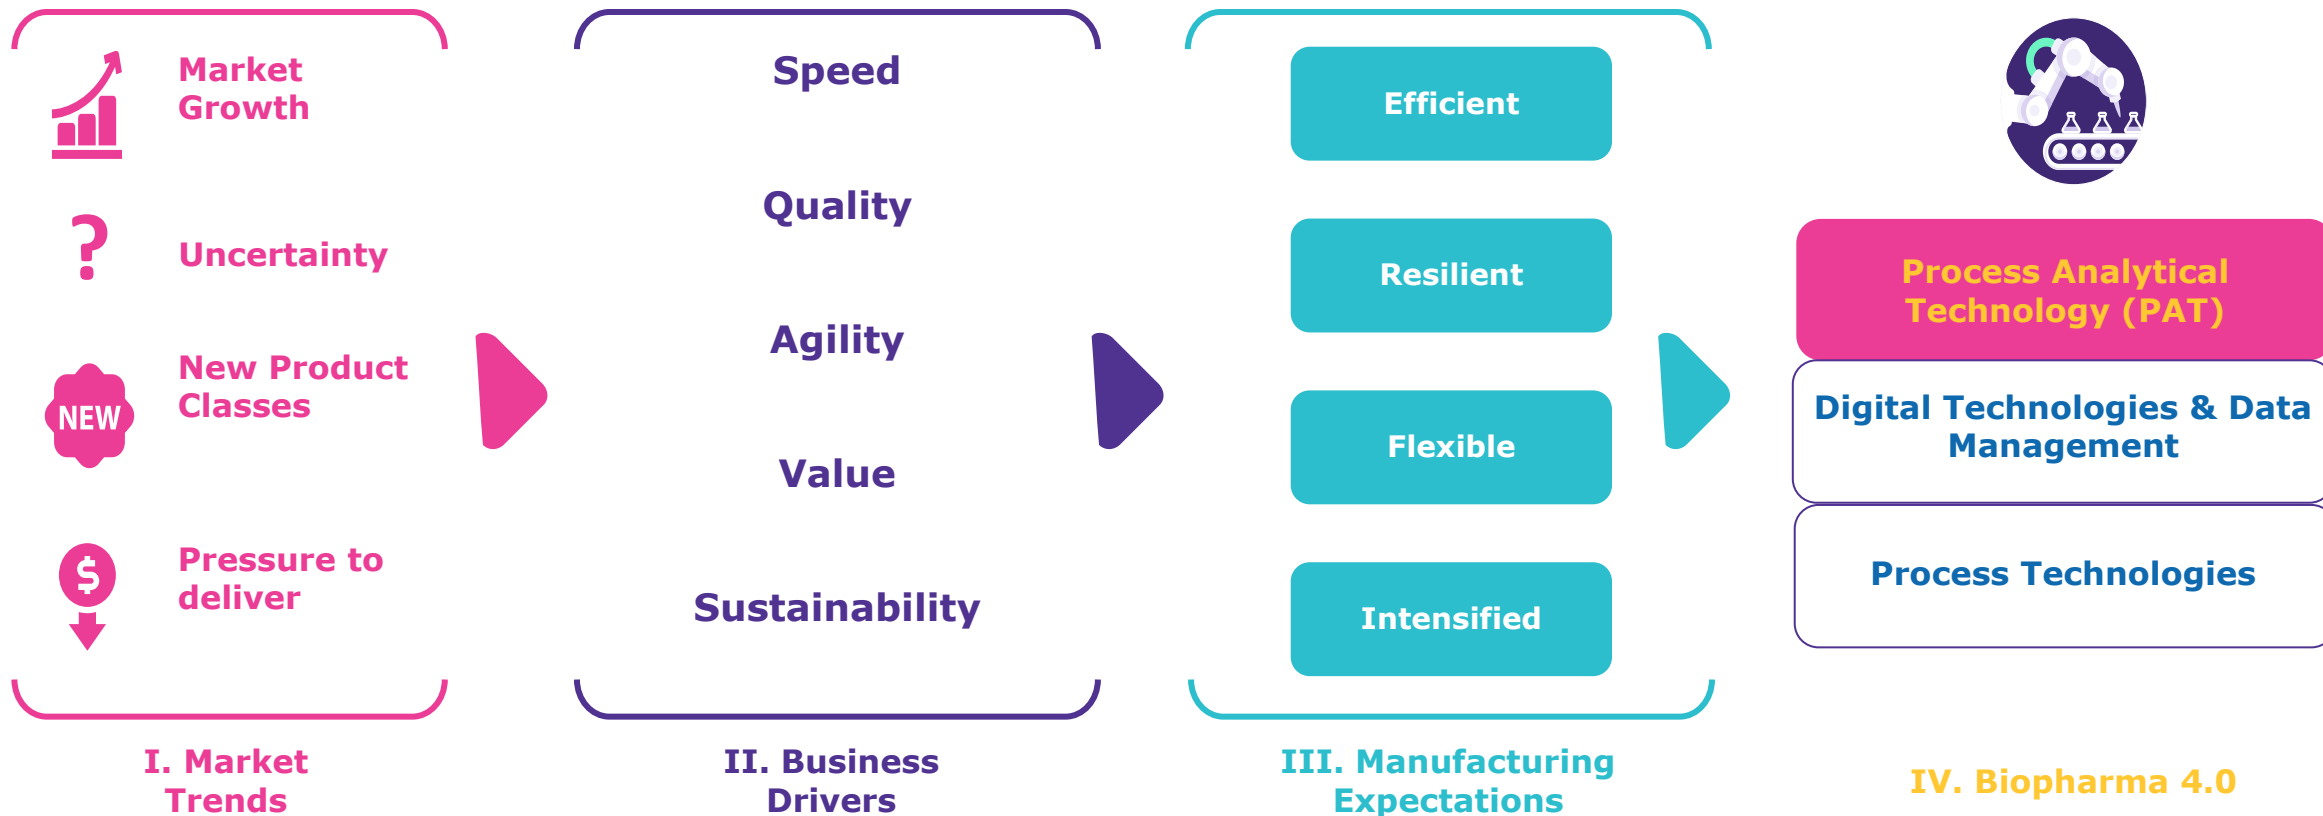 Market
Growth
Uncertainty
NEW
New Product
Classes
$
Pressure to
deliver
I. Market
Trends
Speed
Quality
Agility
Value
Sustainability
II. Business
Drivers
Efficient
Resilient
Flexible
Intensified
III. Manufacturing
Expectations
Process Analytical
Technology (PAT)
Digital Technologies & Data
Management
Process Technologies
IV. Biopharma 4.0